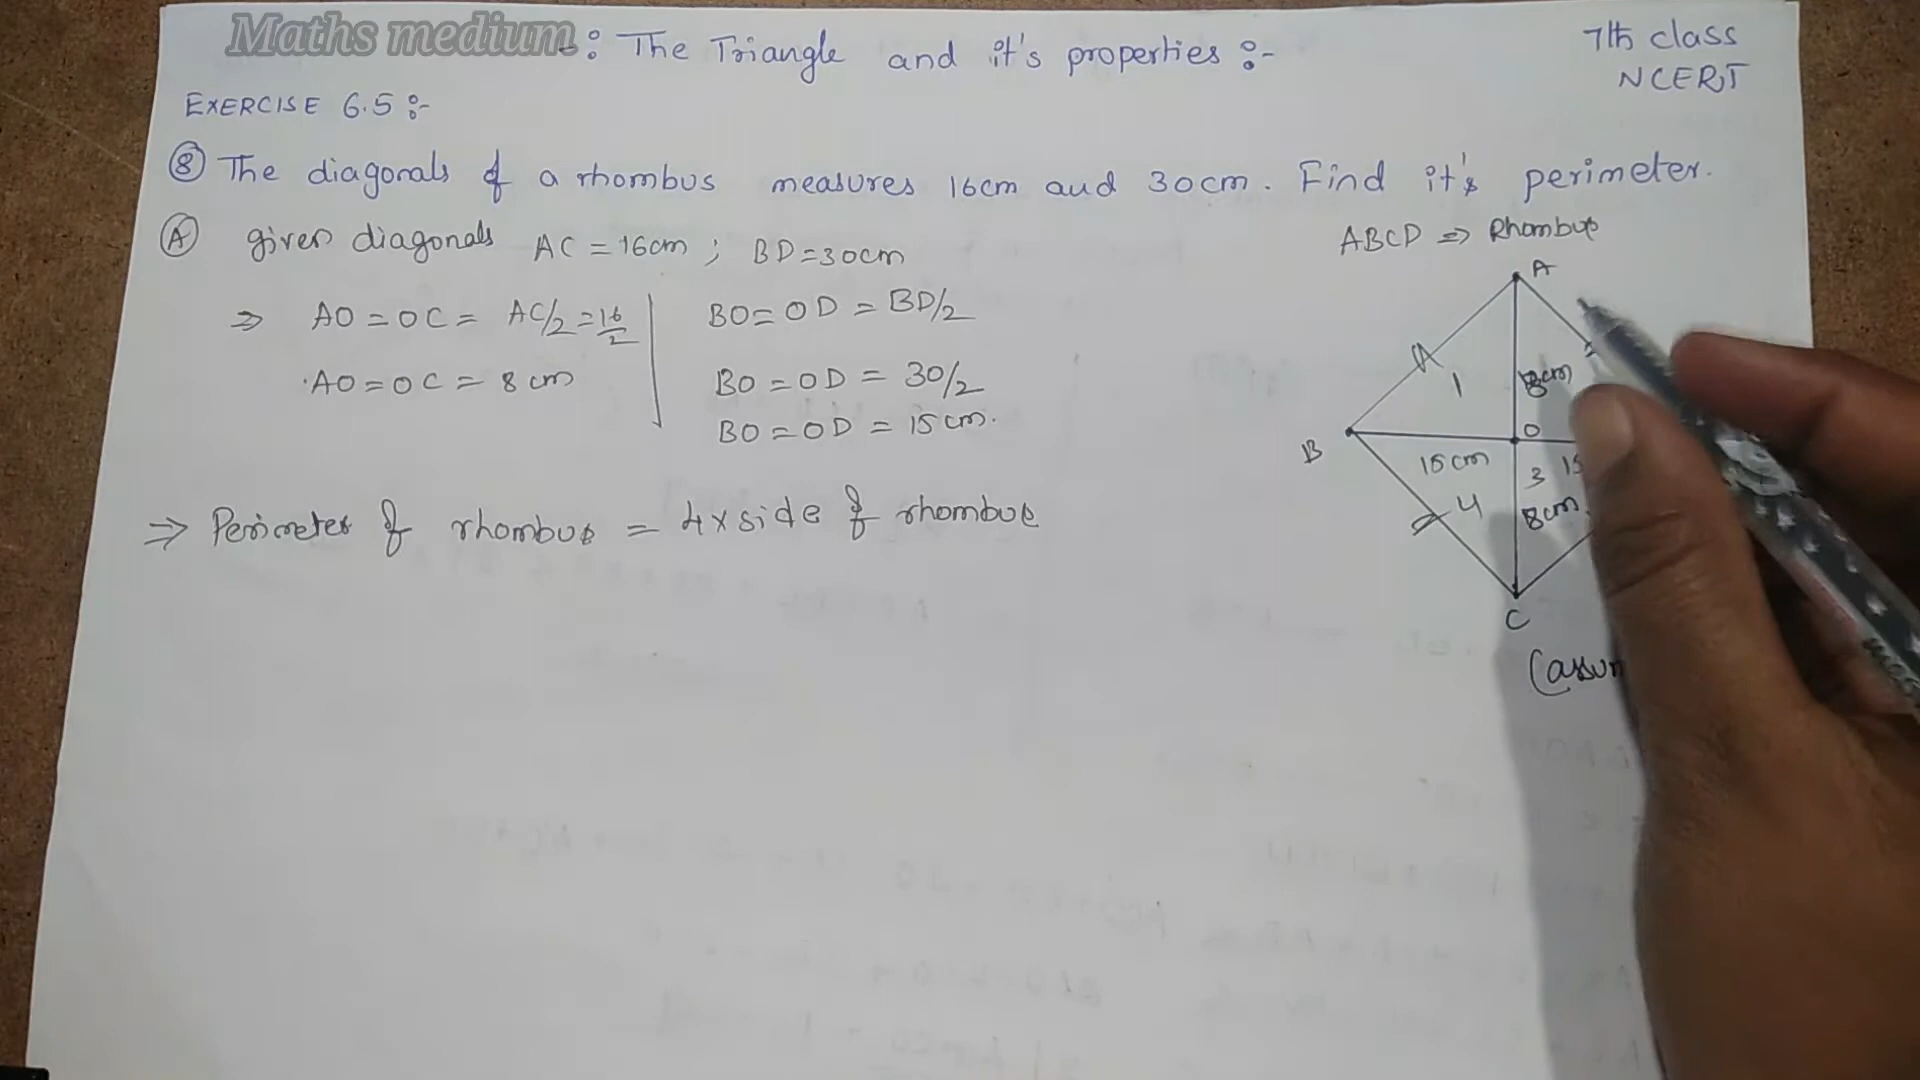 Maths medium
-: The Triangle and it's properties :-
7th class
NCERT
EXERCISE 6.5 :-
8 The diagonals of a rhombus measures 16cm and 30cm. Find it's perimeter.
A given diagonals AC = 16cm ; BD = 30cm
⇒ AO = OC = AC/2 = 16/2
AO = OC = 8 cm
BO = OD = BD/2
BO = OD = 30/2
BO = OD = 15 cm.
⇒ Perimeter of rhombus = 4 x side of rhombus
ABCD ⇒ Rhombus
A
1
8cm
B
O
15cm
3
15
4
8cm
C